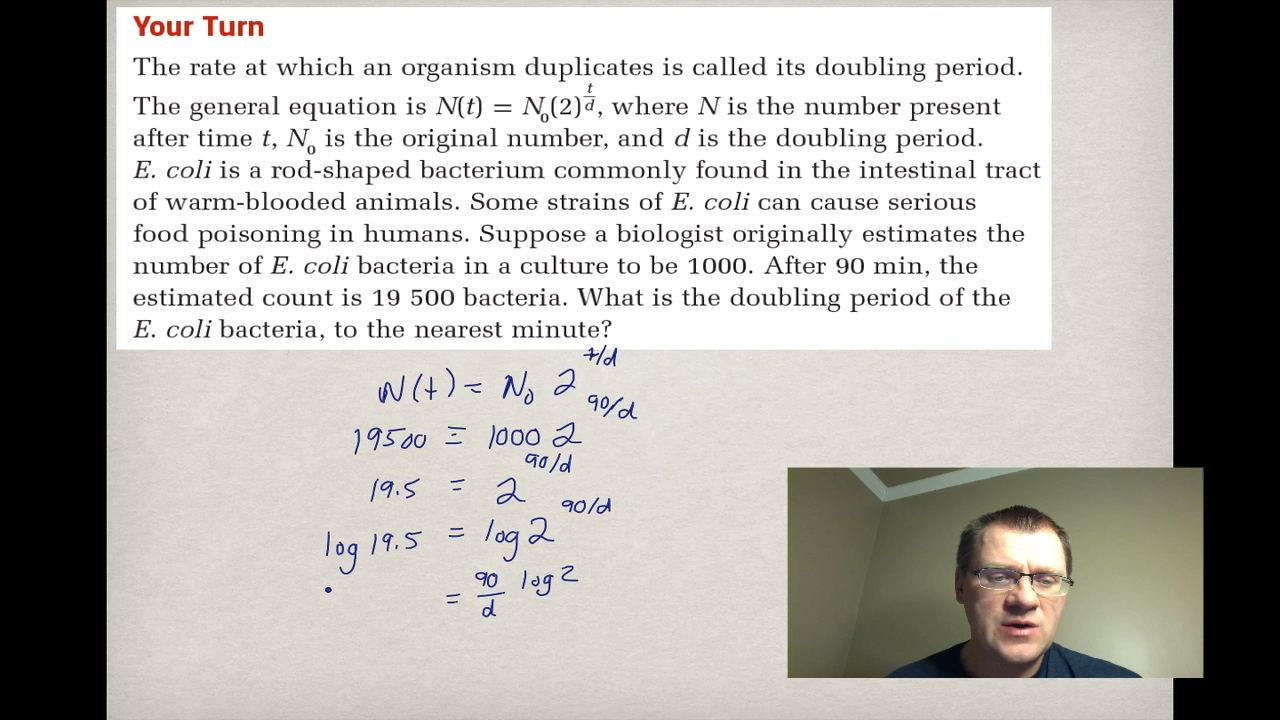 Your Turn
The rate at which an organism duplicates is called its doubling period.
The general equation is N(t) = N₀(2)^(t/d), where N is the number present
after time t, N₀ is the original number, and d is the doubling period.
E. coli is a rod-shaped bacterium commonly found in the intestinal tract
of warm-blooded animals. Some strains of E. coli can cause serious
food poisoning in humans. Suppose a biologist originally estimates the
number of E. coli bacteria in a culture to be 1000. After 90 min, the
estimated count is 19 500 bacteria. What is the doubling period of the
E. coli bacteria, to the nearest minute?
N(t) = N₀ 2^(t/d)
19500 = 1000 2^(90/d)
19.5 = 2^(90/d)
log 19.5 = log 2^(90/d)
= 90/d log 2